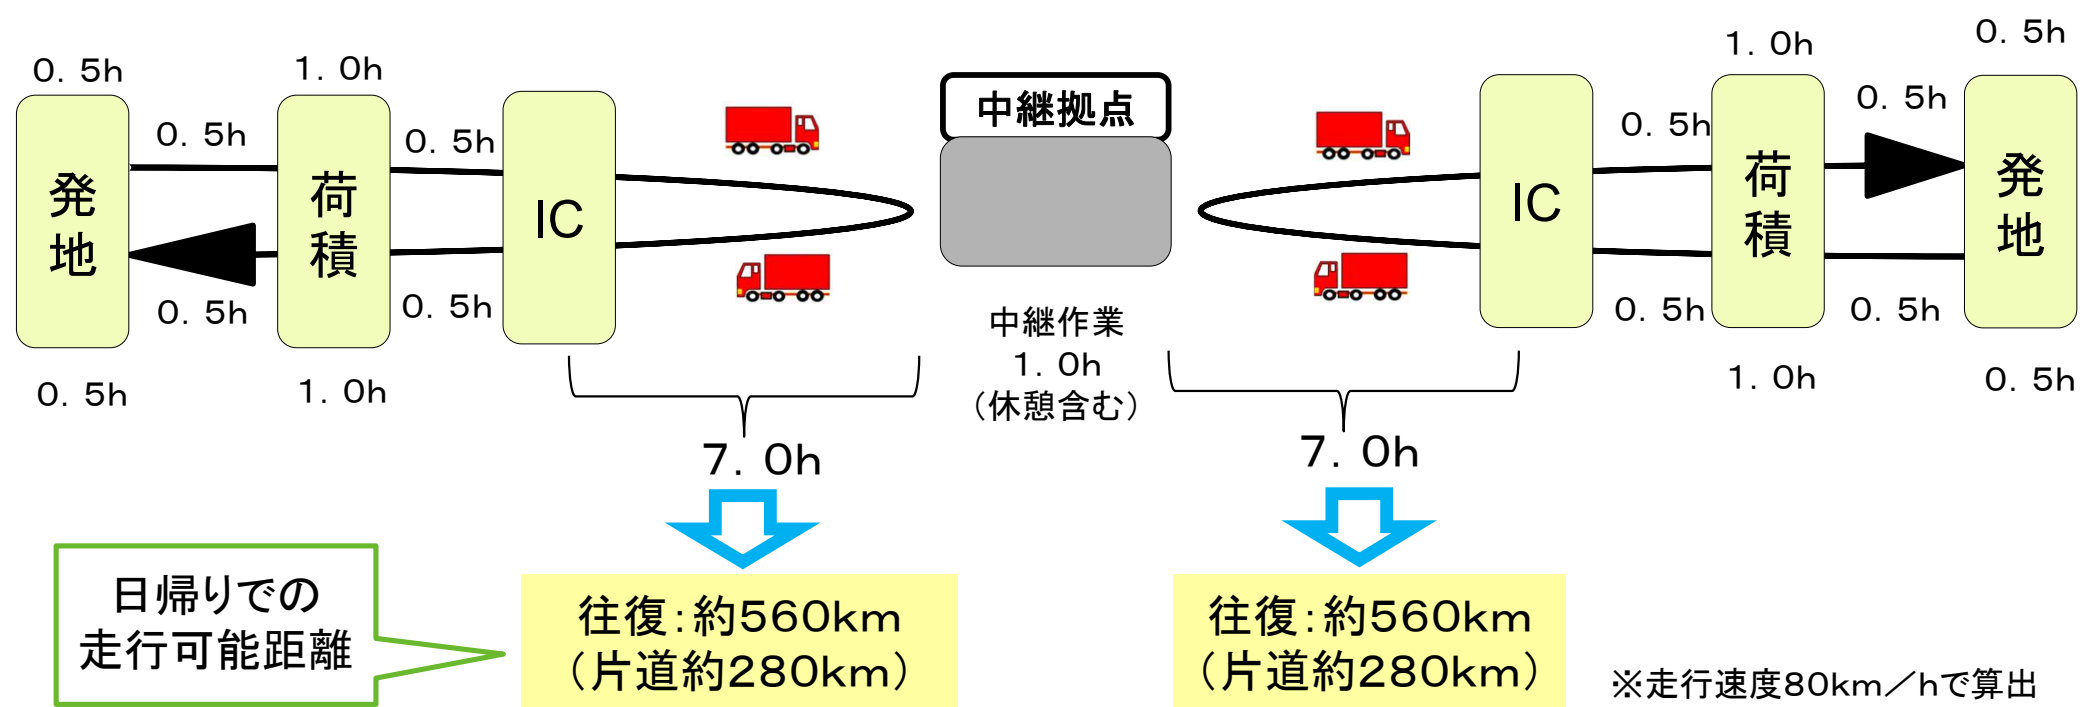 0.5h
1.0h
発地
0.5h
荷積
0.5h
IC
0.5h
0.5h
0.5h
1.0h
7.0h
中継拠点
中継作業
1.0h
(休憩含む)
IC
0.5h
1.0h
荷積
0.5h
0.5h
発地
0.5h
0.5h
1.0h
0.5h
7.0h
日帰りでの
走行可能距離
往復:約560km
(片道約280km)
往復:約560km
(片道約280km)
※走行速度80km/hで算出